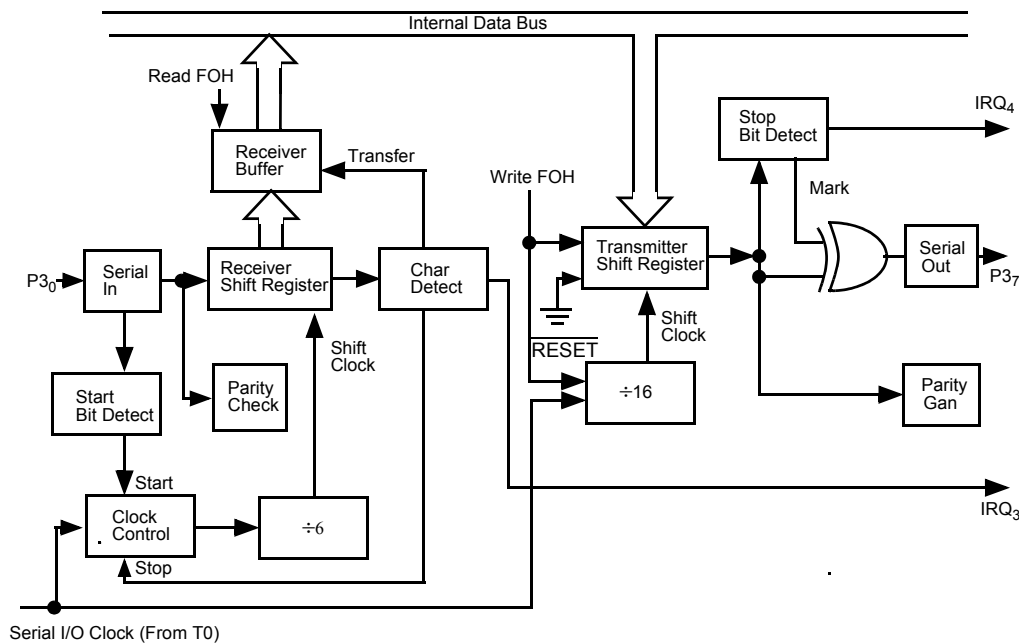 Internal Data Bus
Read FOH
Receiver
Buffer
Transfer
Stop
Bit Detect
IRQ4
Mark
Write FOH
P30
Serial
In
Receiver
Shift Register
Char
Detect
Transmitter
Shift Register
Serial
Out
P37
Shift
Clock
Shift
Clock
RESET
Start
Bit Detect
Parity
Check
÷16
Parity
Gan
Start
Clock
Control
÷6
IRQ3
Stop
Serial I/O Clock (From T0)